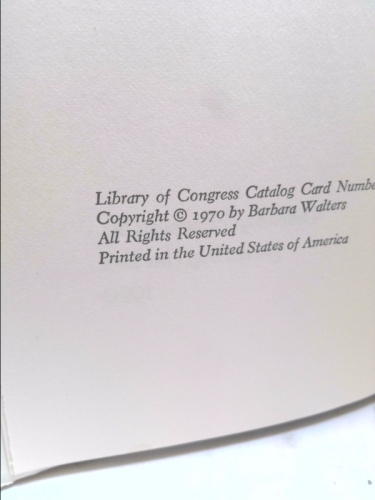 Library of Congress Catalog Card Numbe
Copyright © 1970 by Barbara Walters
All Rights Reserved
Printed in the United States of America